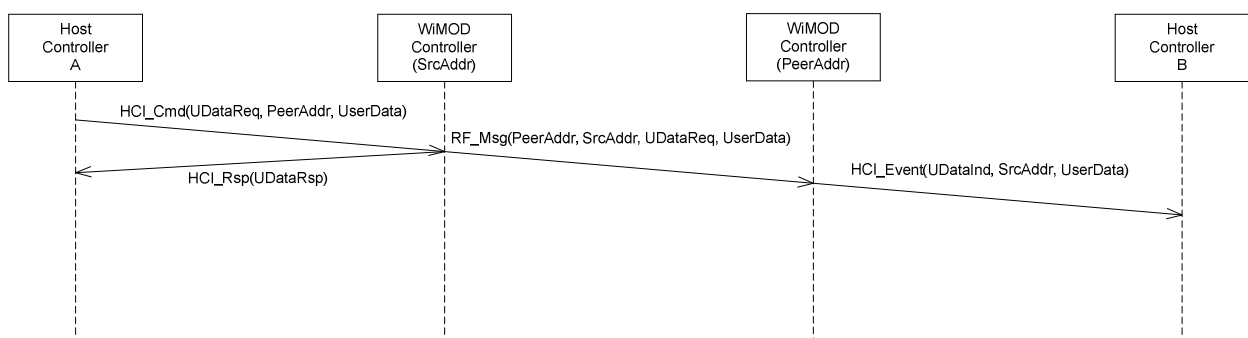 Host
Controller
A
WiMOD
Controller
(SrcAddr)
WiMOD
Controller
(PeerAddr)
Host
Controller
B
HCI_Cmd(UDataReq, PeerAddr, UserData)
RF_Msg(PeerAddr, SrcAddr, UDataReq, UserData)
HCI_Rsp(UDataRsp)
HCI_Event(UDataInd, SrcAddr, UserData)